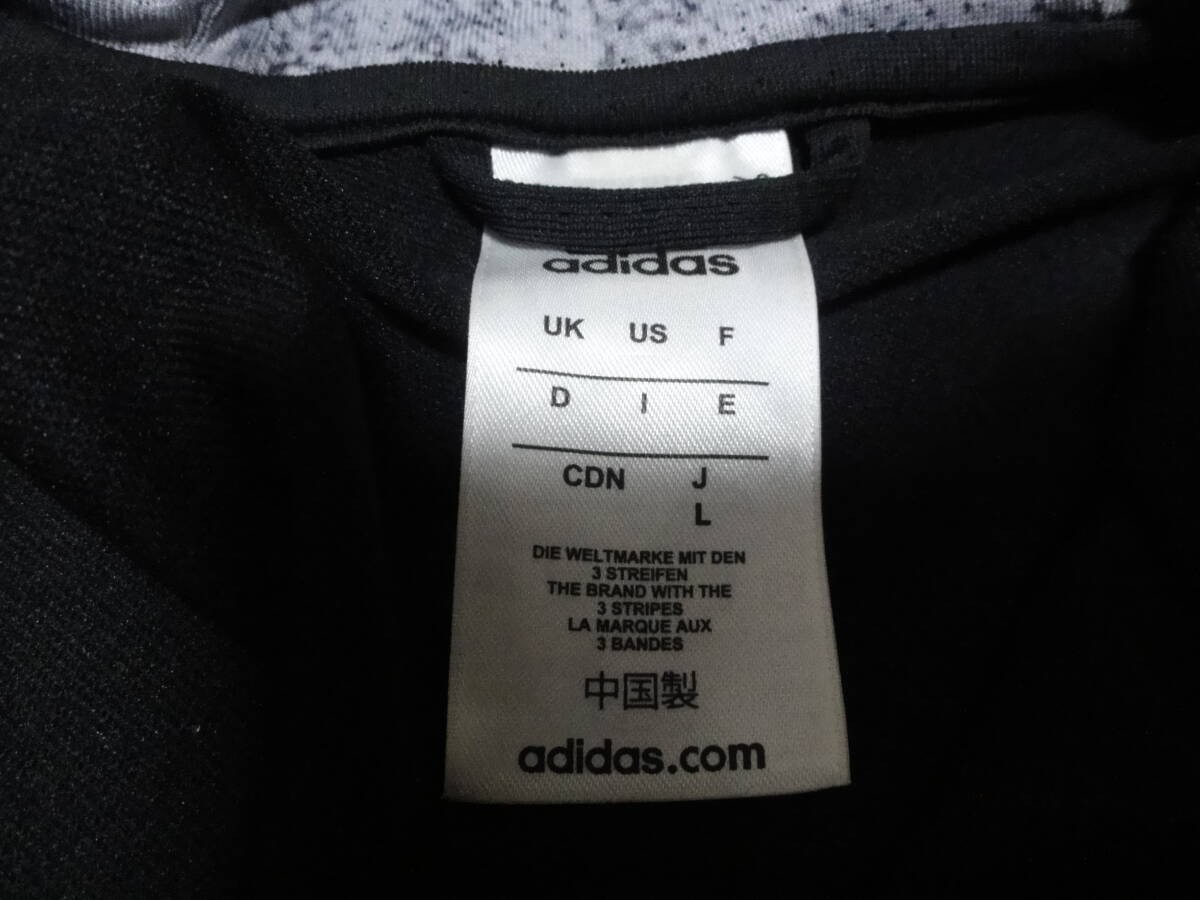 adidas
UK US F
D I E
CDN J
L
DIE WELTMARKE MIT DEN
3 STREIFEN
THE BRAND WITH THE
3 STRIPES
LA MARQUE AUX
3 BANDES
中国製
adidas.com